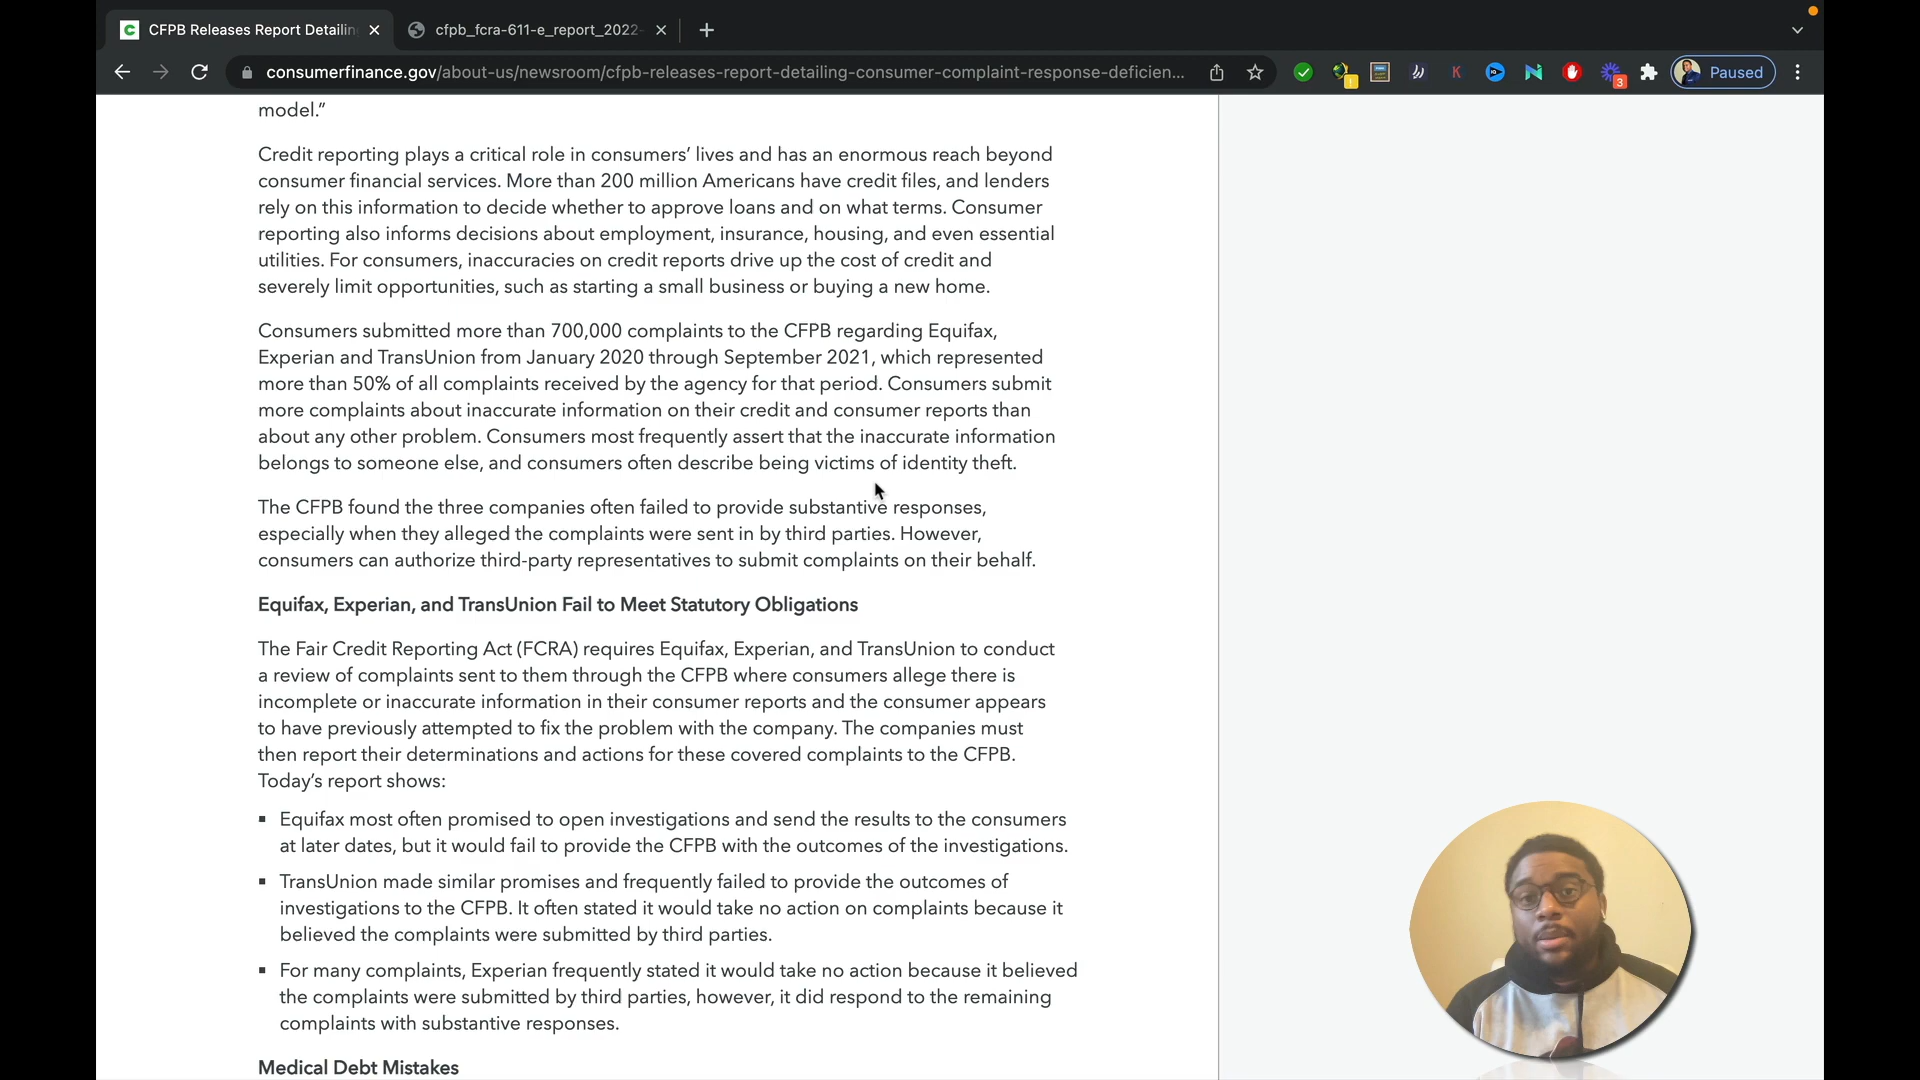 CFPB Releases Report Detailin
cfpb_fcra-611-e_report_2022-
consumerfinance.gov/about-us/newsroom/cfpb-releases-report-detailing-consumer-complaint-response-deficien...
Paused
model.”
Credit reporting plays a critical role in consumers’ lives and has an enormous reach beyond
consumer financial services. More than 200 million Americans have credit files, and lenders
rely on this information to decide whether to approve loans and on what terms. Consumer
reporting also informs decisions about employment, insurance, housing, and even essential
utilities. For consumers, inaccuracies on credit reports drive up the cost of credit and
severely limit opportunities, such as starting a small business or buying a new home.
Consumers submitted more than 700,000 complaints to the CFPB regarding Equifax,
Experian and TransUnion from January 2020 through September 2021, which represented
more than 50% of all complaints received by the agency for that period. Consumers submit
more complaints about inaccurate information on their credit and consumer reports than
about any other problem. Consumers most frequently assert that the inaccurate information
belongs to someone else, and consumers often describe being victims of identity theft.
The CFPB found the three companies often failed to provide substantive responses,
especially when they alleged the complaints were sent in by third parties. However,
consumers can authorize third-party representatives to submit complaints on their behalf.
Equifax, Experian, and TransUnion Fail to Meet Statutory Obligations
The Fair Credit Reporting Act (FCRA) requires Equifax, Experian, and TransUnion to conduct
a review of complaints sent to them through the CFPB where consumers allege there is
incomplete or inaccurate information in their consumer reports and the consumer appears
to have previously attempted to fix the problem with the company. The companies must
then report their determinations and actions for these covered complaints to the CFPB.
Today’s report shows:
▪ Equifax most often promised to open investigations and send the results to the consumers
at later dates, but it would fail to provide the CFPB with the outcomes of the investigations.
▪ TransUnion made similar promises and frequently failed to provide the outcomes of
investigations to the CFPB. It often stated it would take no action on complaints because it
believed the complaints were submitted by third parties.
▪ For many complaints, Experian frequently stated it would take no action because it believed
the complaints were submitted by third parties, however, it did respond to the remaining
complaints with substantive responses.
Medical Debt Mistakes